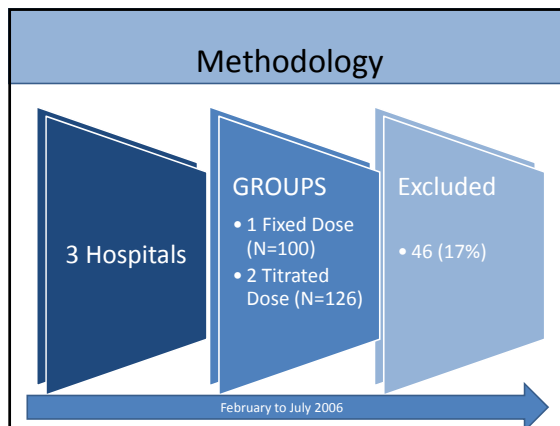 Methodology
3 Hospitals
GROUPS
• 1 Fixed Dose
(N=100)
• 2 Titrated
Dose (N=126)
Excluded
• 46 (17%)
February to July 2006